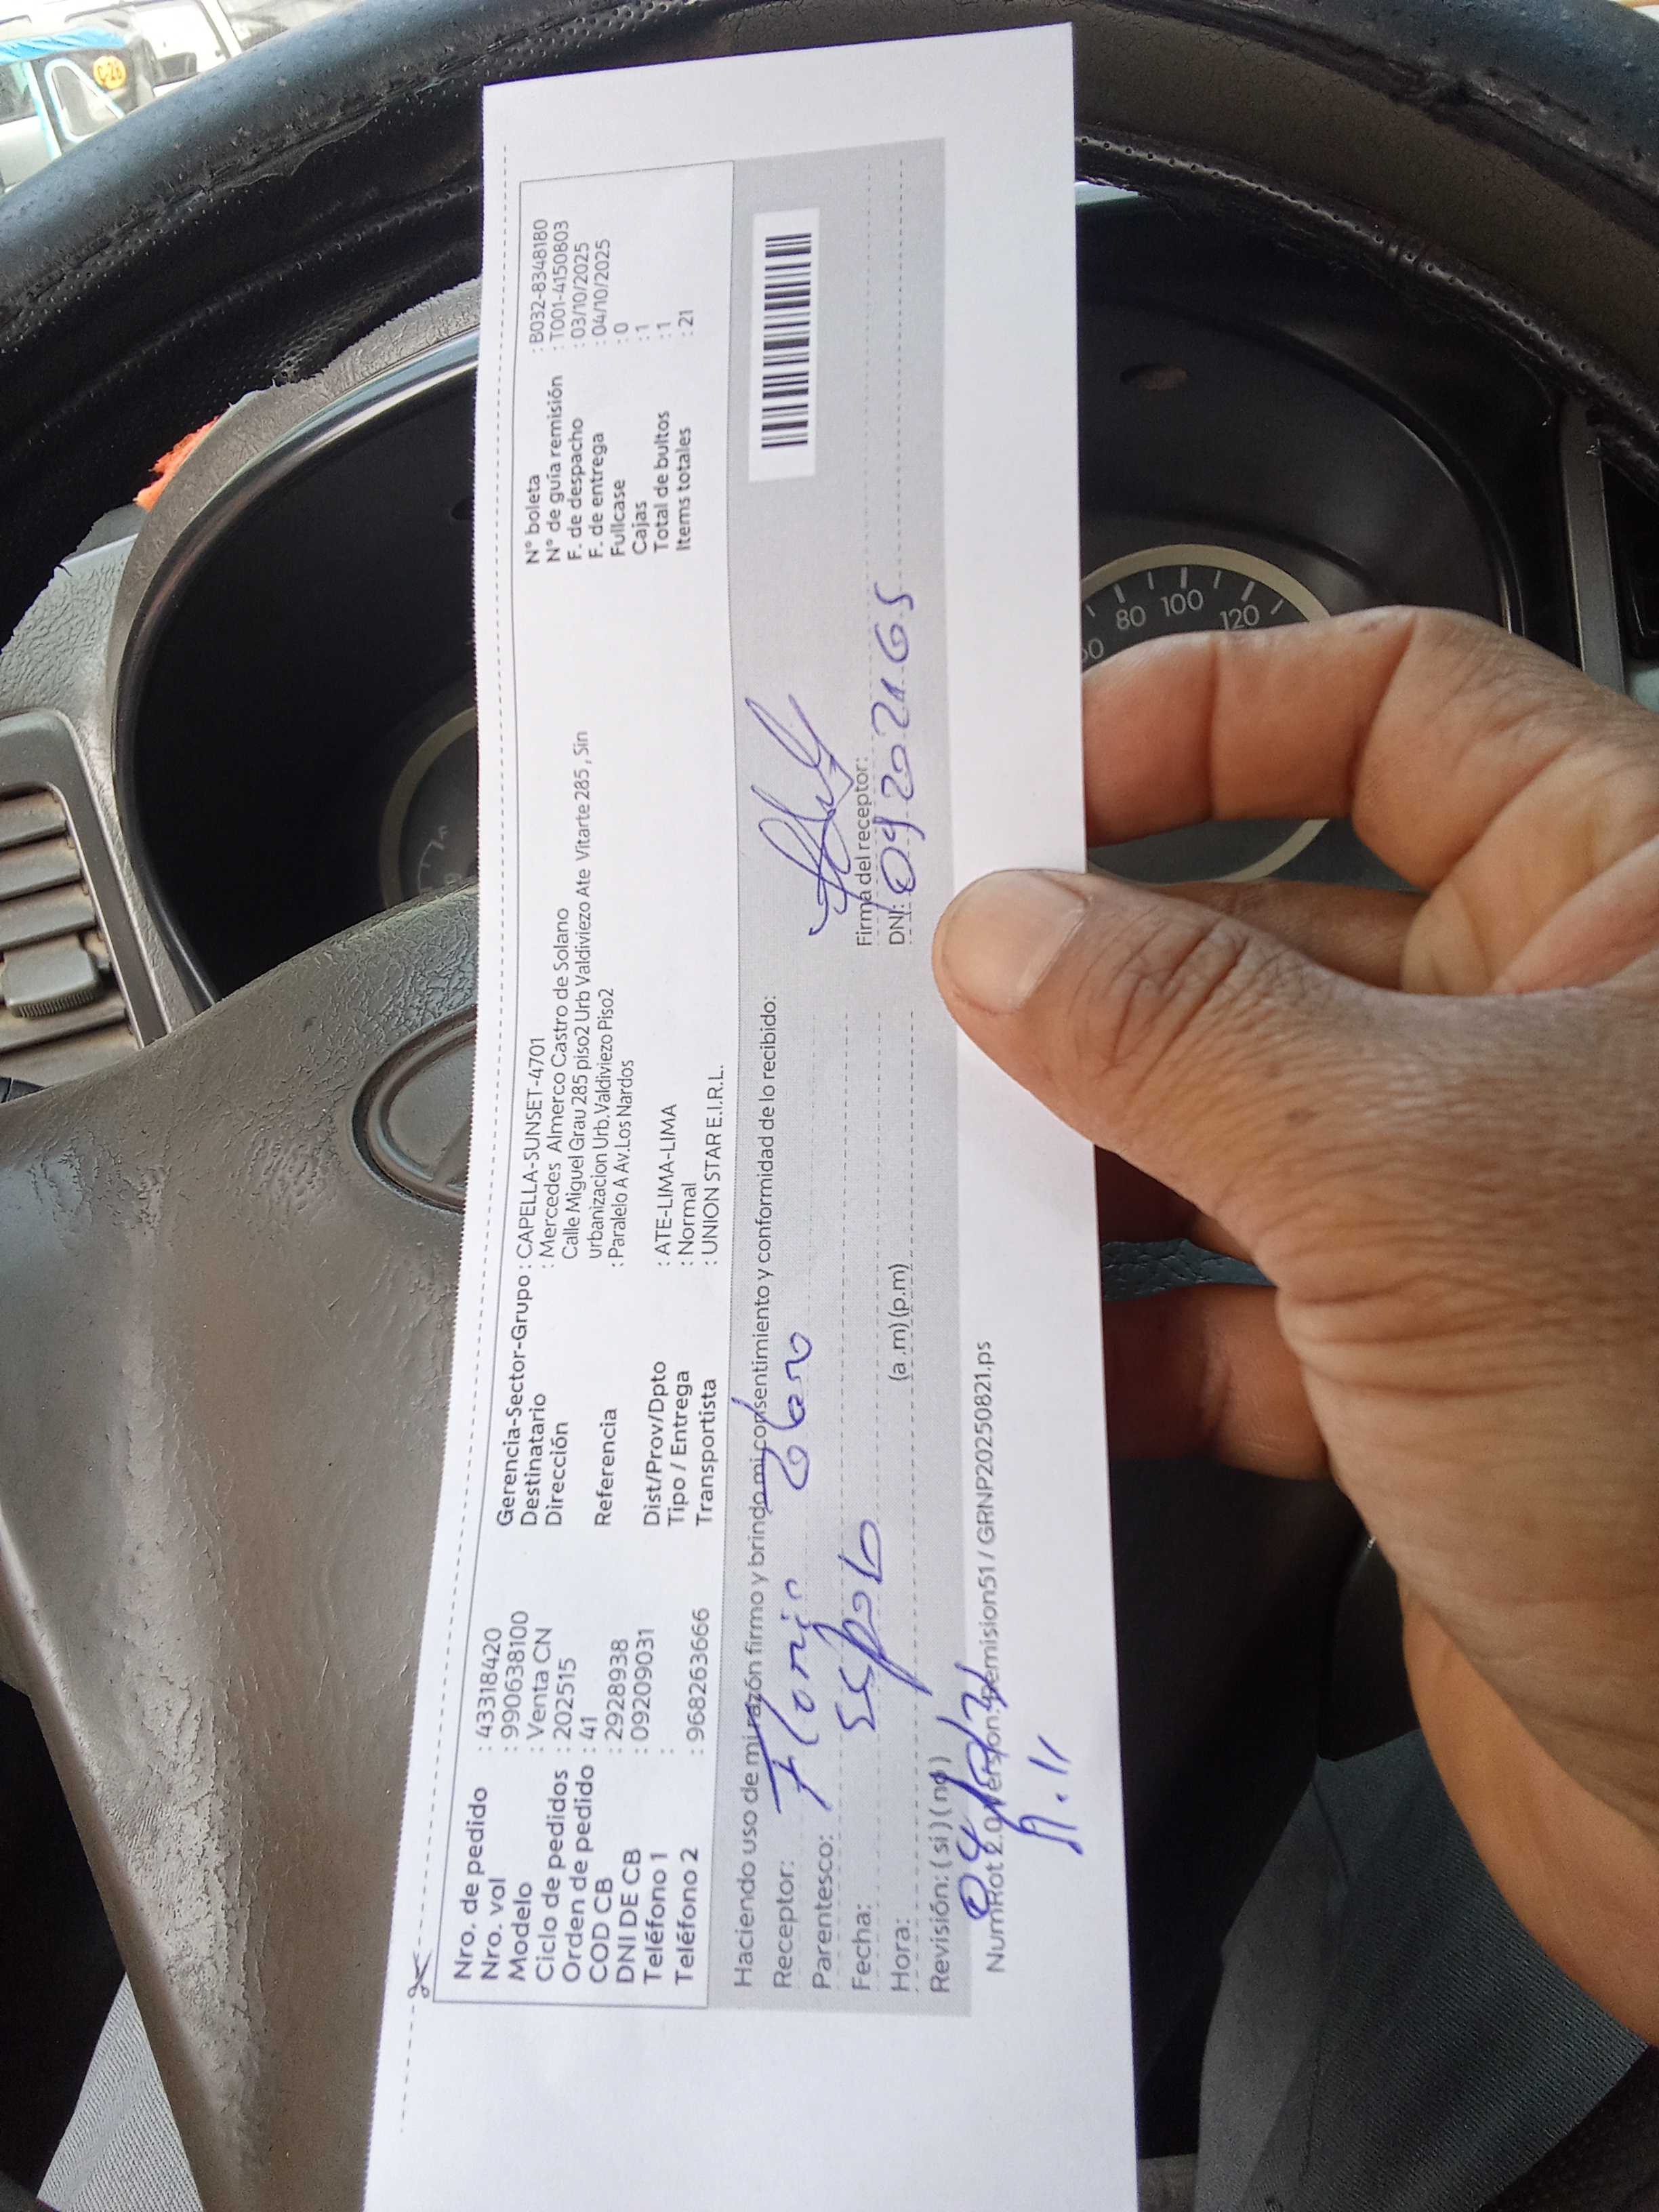 Nro. de pedido : 43318420
Nro. vol : 990638100
Modelo : Venta CN
Ciclo de pedidos : 202515
Orden de pedido : 41
COD CB : 2928938
DNI DE CB : 09209031
Teléfono 1 :
Teléfono 2 : 968263666
Gerencia-Sector-Grupo : CAPELLA-SUNSET-4701
Destinatario : Mercedes Almerco Castro de Solano
Dirección Calle Miguel Grau 285 piso2 Urb Valdiviezo Ate Vitarte 285 , Sin
urbanizacion Urb.Valdiviezo Piso2
Referencia : Paralelo A Av.Los Nardos
Dist/Prov/Dpto : ATE-LIMA-LIMA
Tipo / Entrega : Normal
Transportista : UNION STAR E.I.R.L.
N° boleta : B032-8348180
N° de guía remisión : T001-4150803
F. de despacho : 03/10/2025
F. de entrega : 04/10/2025
Fullcase : 0
Cajas : 1
Total de bultos : 1
Items totales : 21
Haciendo uso de mi razón firmo y brindo mi consentimiento y conformidad de lo recibido:
Receptor:
Parentesco:
Fecha:
Hora: (a .m) (p.m)
Revisión: ( si ) ( no )
Firma del receptor:
DNI:
NumRot 2.0 Version: Remision51 / GRNP20250821.ps
80 100 120